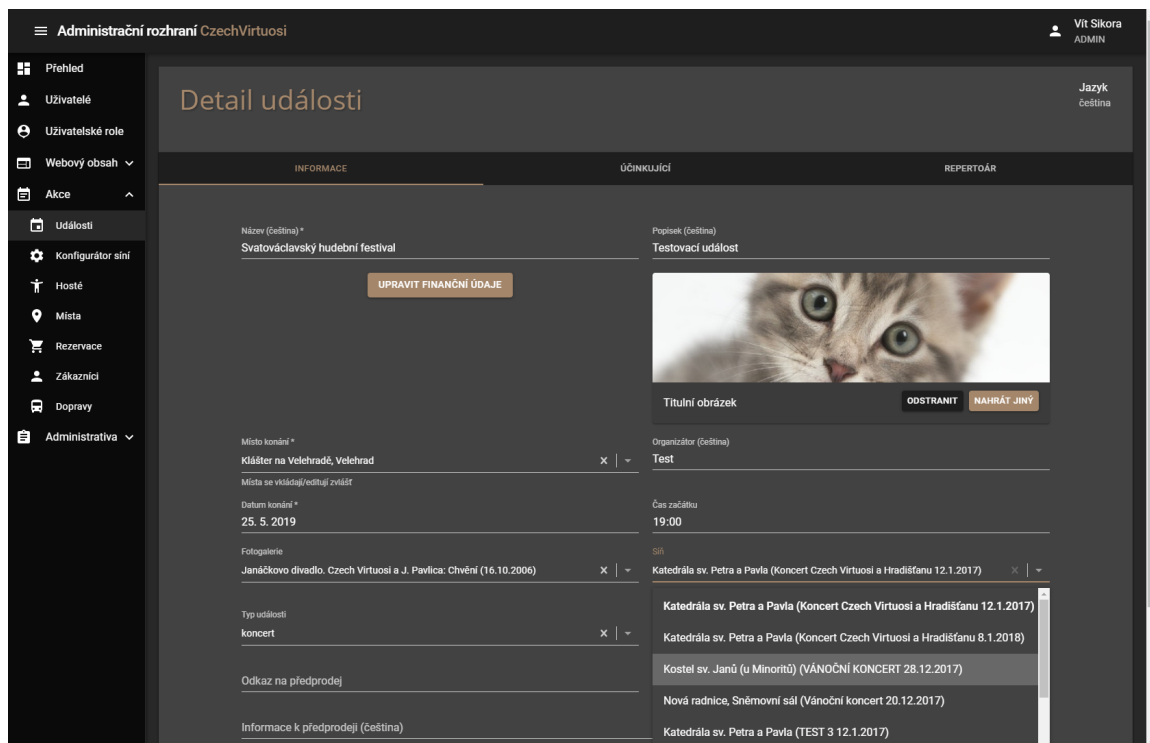 Administrační rozhraní CzechVirtuosi
Vít Sikora
ADMIN
Přehled
Uživatelé
Uživatelské role
Webový obsah
Akce
Události
Konfigurátor síní
Hosté
Místa
Rezervace
Zákazníci
Dopravy
Administrativa
Detail události
Jazyk
čeština
INFORMACE
ÚČINKUJÍCÍ
REPERTOÁR
Název (čeština) *
Svatováclavský hudební festival
Popisek (čeština)
Testovací událost
UPRAVIT FINANČNÍ ÚDAJE
Titulní obrázek
ODSTRANIT
NAHRÁT JINÝ
Místo konání *
Klášter na Velehradě, Velehrad
Místa se vkládají/editují zvlášť
Organizátor (čeština)
Test
Datum konání *
25. 5. 2019
Čas začátku
19:00
Fotogalerie
Janáčkovo divadlo. Czech Virtuosi a J. Pavlica: Chvění (16.10.2006)
Síň
Katedrála sv. Petra a Pavla (Koncert Czech Virtuosi a Hradišťanu 12.1.2017)
Typ události
koncert
Odkaz na předprodej
Informace k předprodeji (čeština)
Katedrála sv. Petra a Pavla (Koncert Czech Virtuosi a Hradišťanu 12.1.2017)
Katedrála sv. Petra a Pavla (Koncert Czech Virtuosi a Hradišťanu 8.1.2018)
Kostel sv. Janů (u Minoritů) (VÁNOČNÍ KONCERT 28.12.2017)
Nová radnice, Sněmovní sál (Vánoční koncert 20.12.2017)
Katedrála sv. Petra a Pavla (TEST 3 12.1.2017)